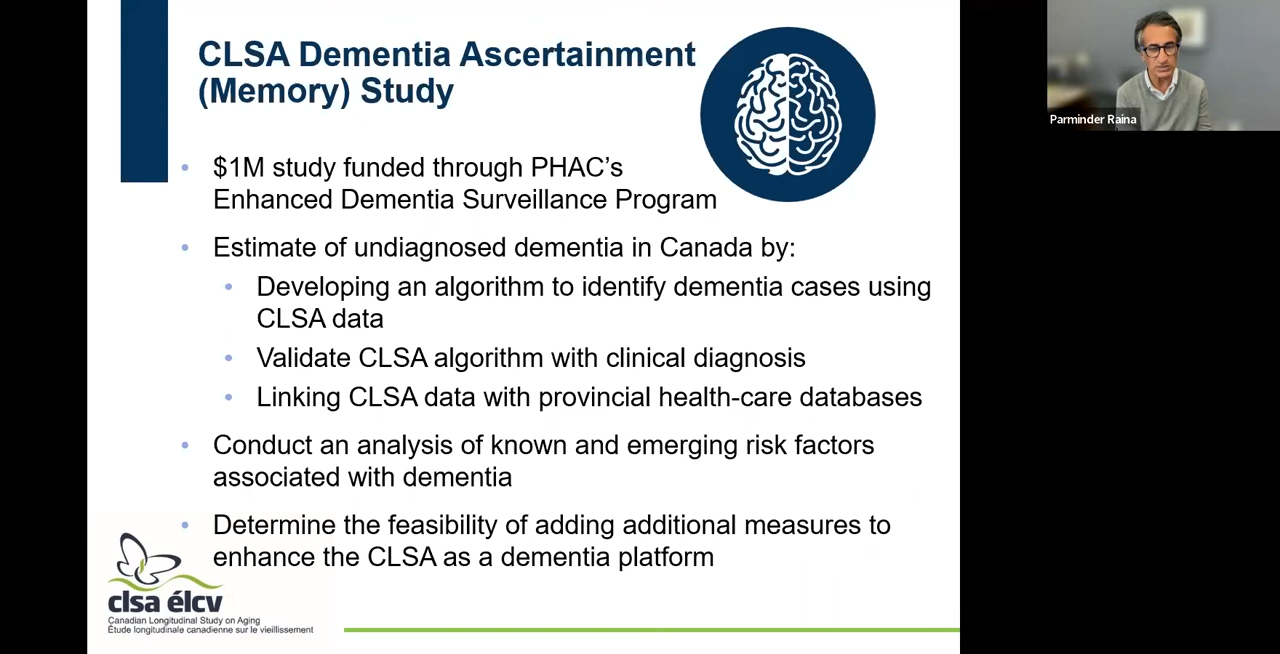 CLSA Dementia Ascertainment
(Memory) Study
• $1M study funded through PHAC’s
Enhanced Dementia Surveillance Program
• Estimate of undiagnosed dementia in Canada by:
• Developing an algorithm to identify dementia cases using
CLSA data
• Validate CLSA algorithm with clinical diagnosis
• Linking CLSA data with provincial health-care databases
• Conduct an analysis of known and emerging risk factors
associated with dementia
• Determine the feasibility of adding additional measures to
enhance the CLSA as a dementia platform
clsa élcv
Canadian Longitudinal Study on Aging
Étude longitudinale canadienne sur le vieillissement
Parminder Raina